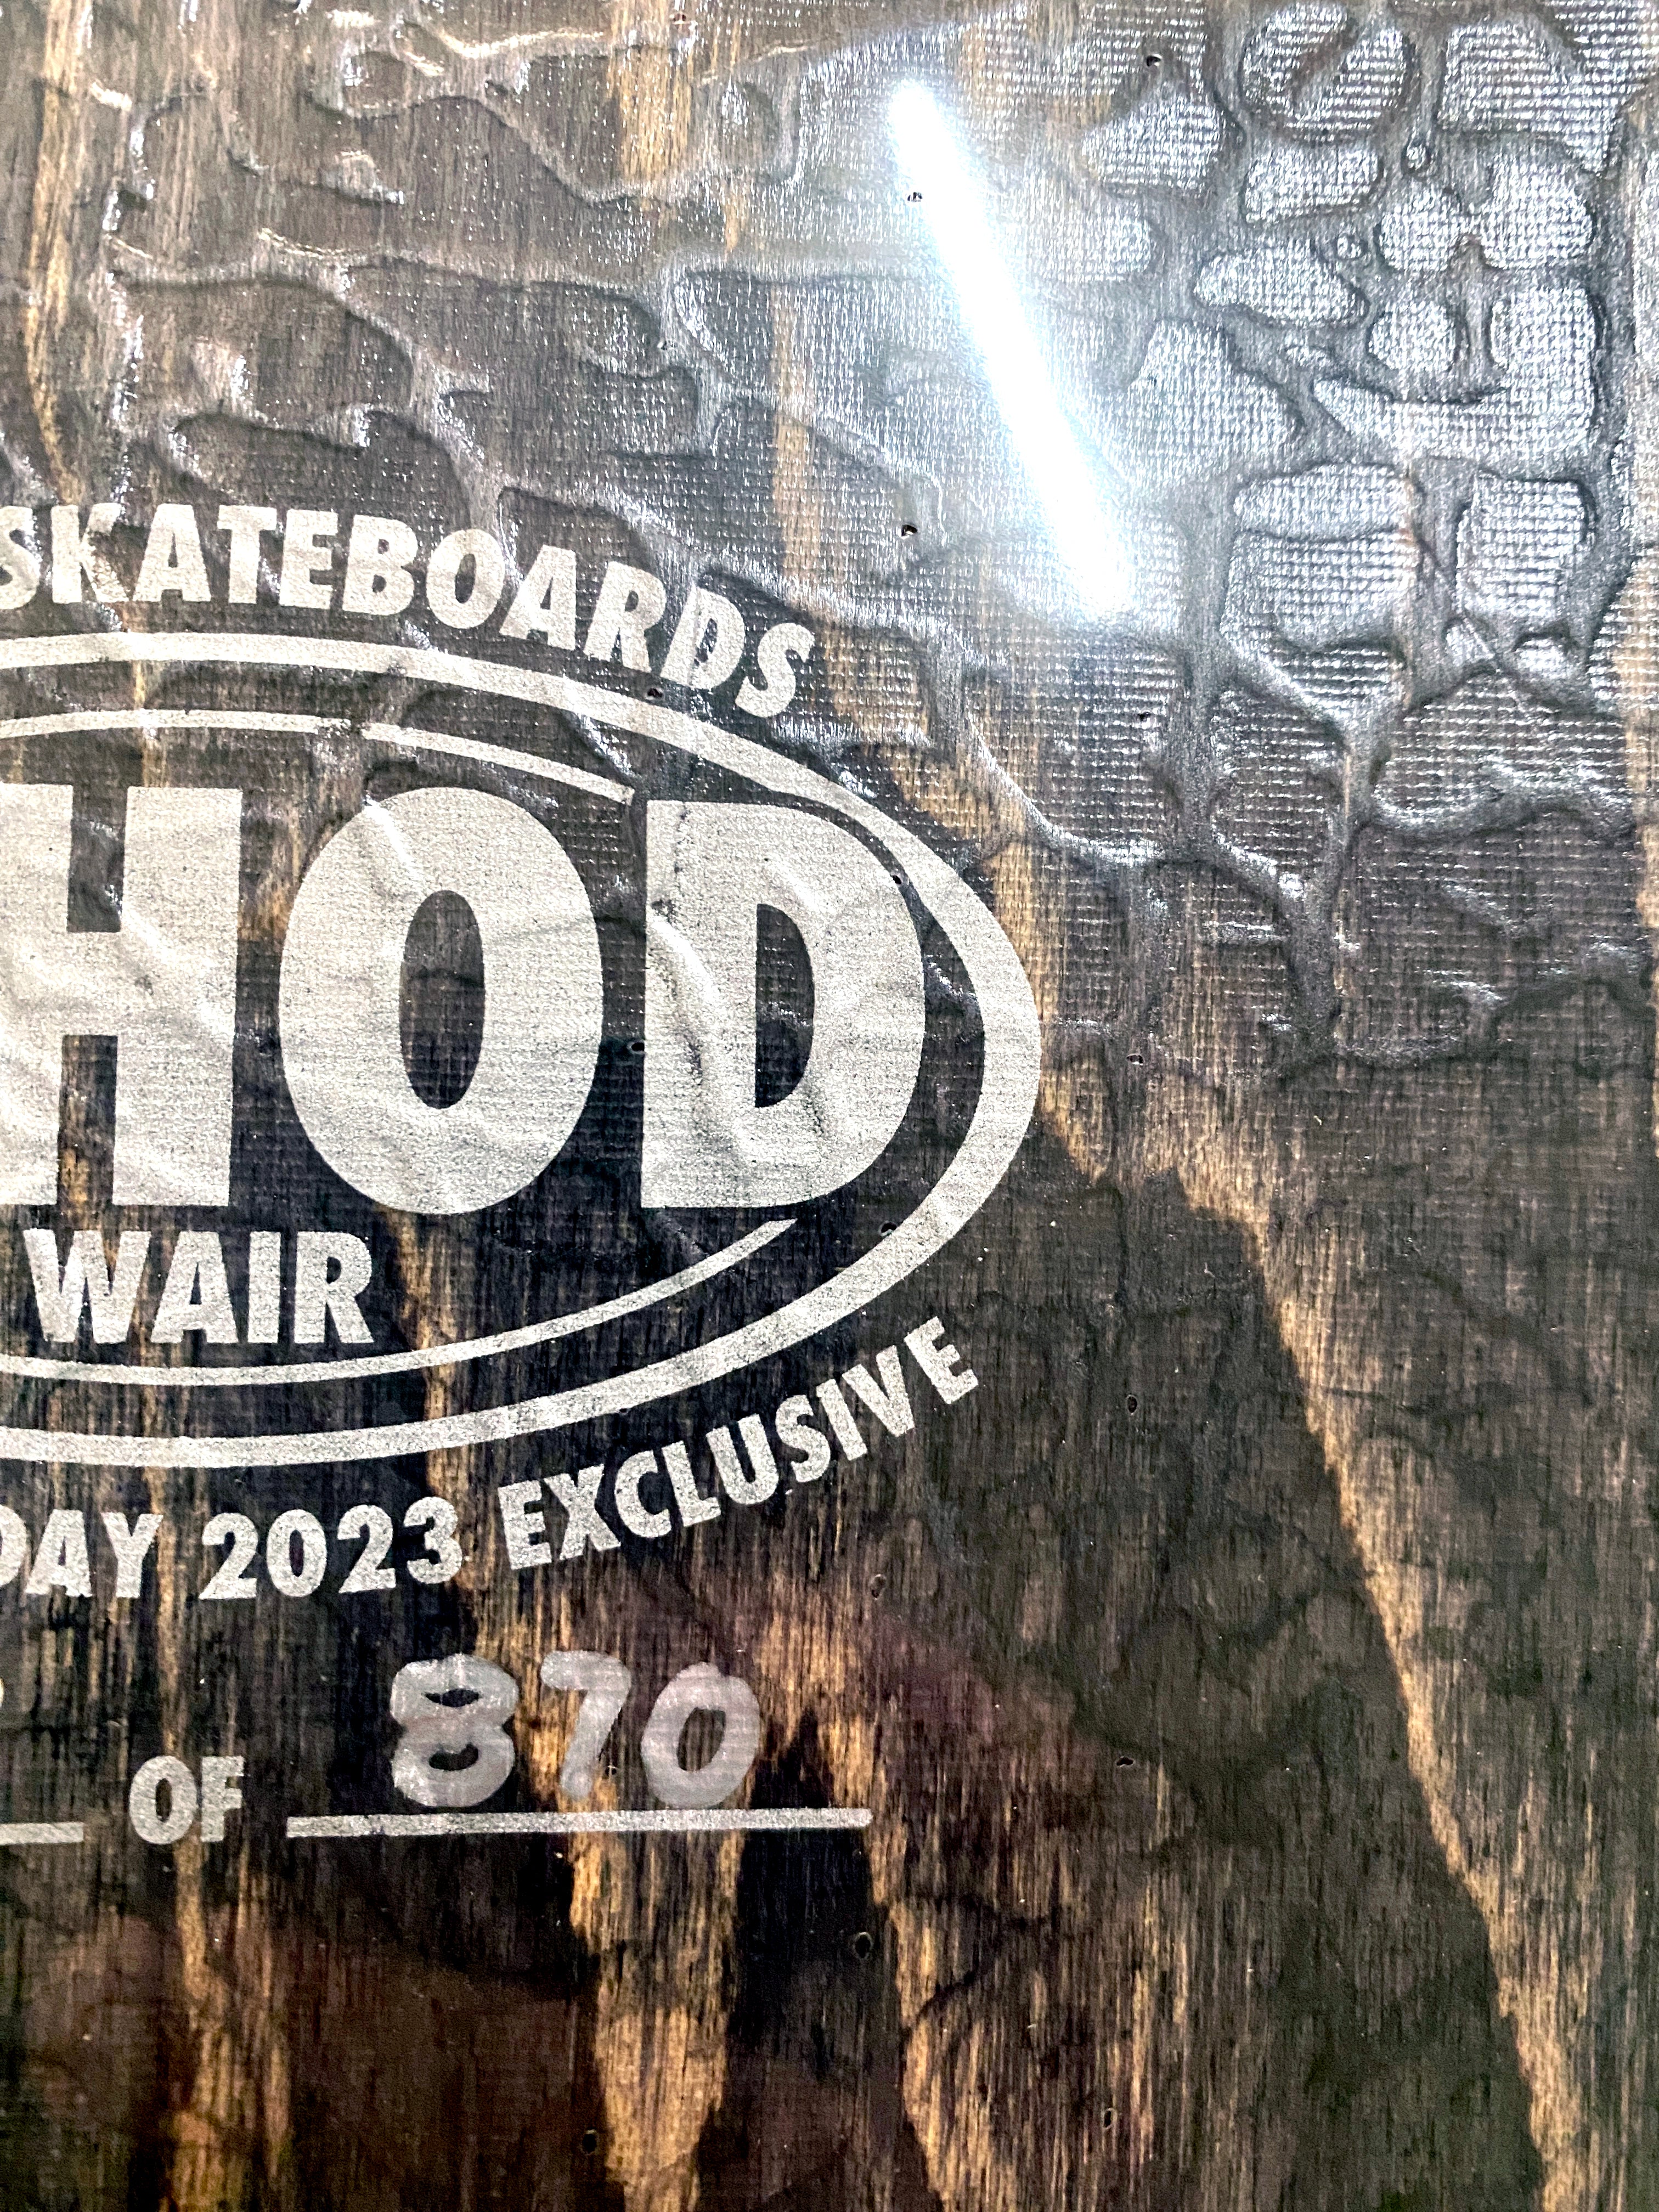 SKATEBOARDS
HOD
WAIR
DAY 2023 EXCLUSIVE
OF 870